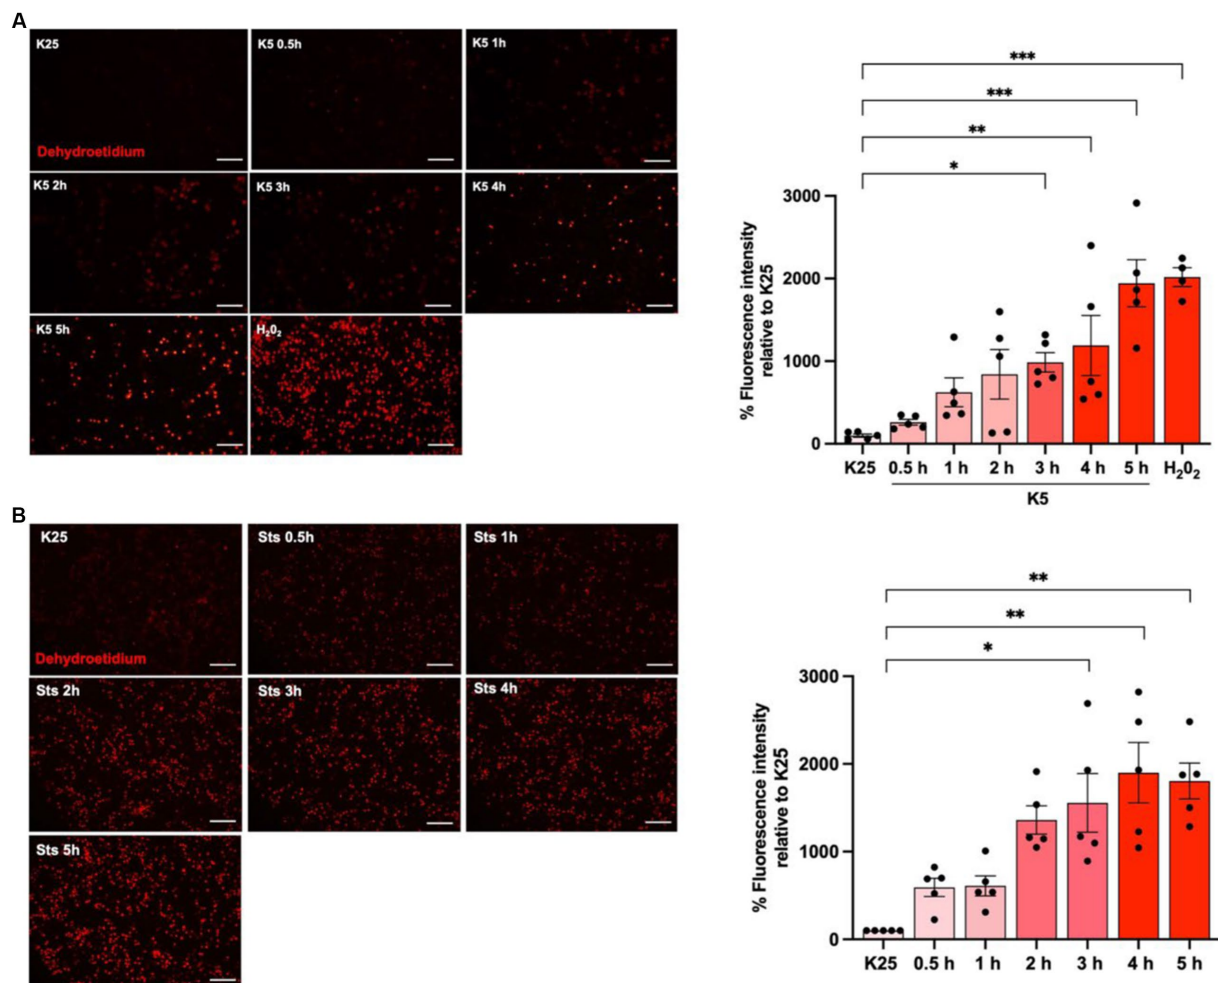 A
K25
K5 0.5h
K5 1h
Dehydroetidium
K5 2h
K5 3h
K5 4h
K5 5h
H₂0₂
***
***
**
*
% Fluorescence intensity
relative to K25
3000
2000
1000
0
K25 0.5 h 1 h 2 h 3 h 4 h 5 h H₂0₂
K5
B
K25
Sts 0.5h
Sts 1h
Dehydroetidium
Sts 2h
Sts 3h
Sts 4h
Sts 5h
**
**
*
% Fluorescence intensity
relative to K25
3000
2000
1000
0
K25 0.5 h 1 h 2 h 3 h 4 h 5 h